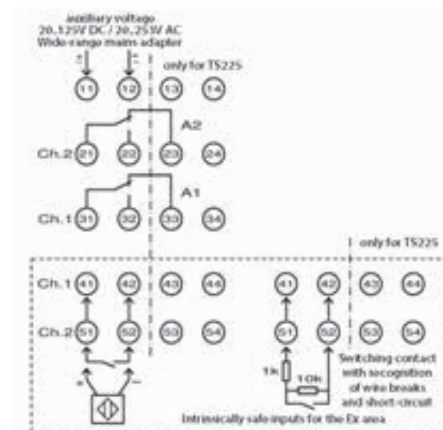 auxiliary voltage
20..125V DC / 20..253V AC
Wide-range mains adapter
only for TS225
11 12 13 14
A2
Ch.2 21 22 23 24
A1
Ch.1 31 32 33 34
only for TS225
Ch.1 41 42 43 44 41 42 43 44
Ch.2 51 52 53 54 51 52 53 54
1k
10k
+ −
Switching contact
with recognition
of wire breaks
and short-circuit
Intrinsically safe inputs for the Ex area